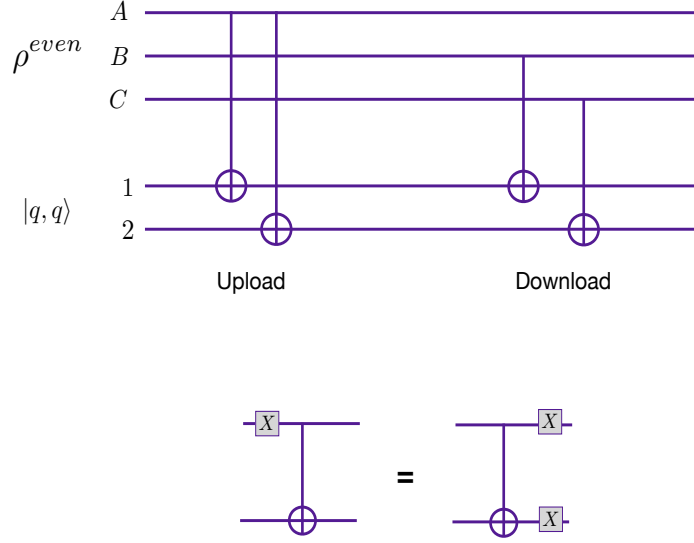 A
ρ^{even} B
C
1
|q, q⟩
2
Upload Download
X X
=
X